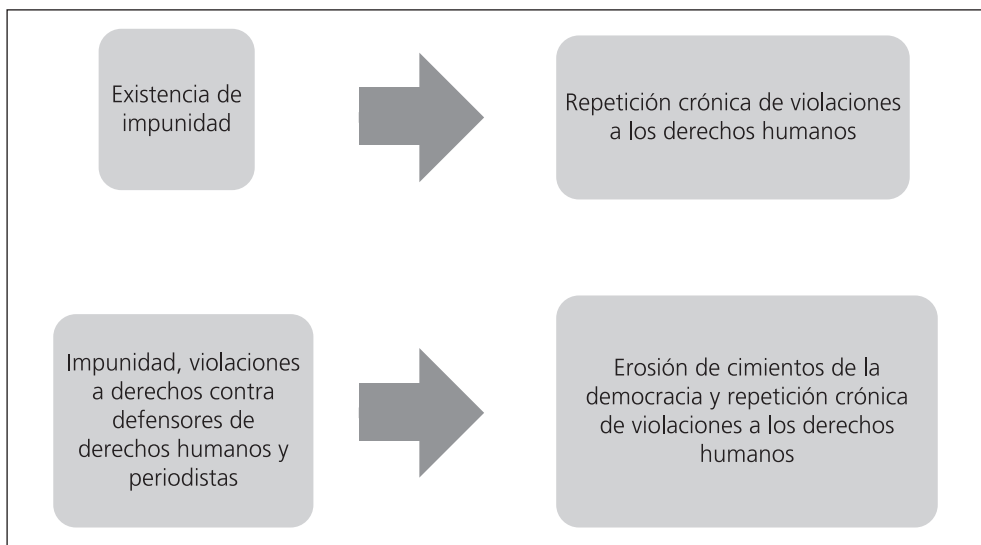 Existencia de
impunidad
Repetición crónica de violaciones
a los derechos humanos
Impunidad, violaciones
a derechos contra
defensores de
derechos humanos y
periodistas
Erosión de cimientos de la
democracia y repetición crónica
de violaciones a los derechos
humanos